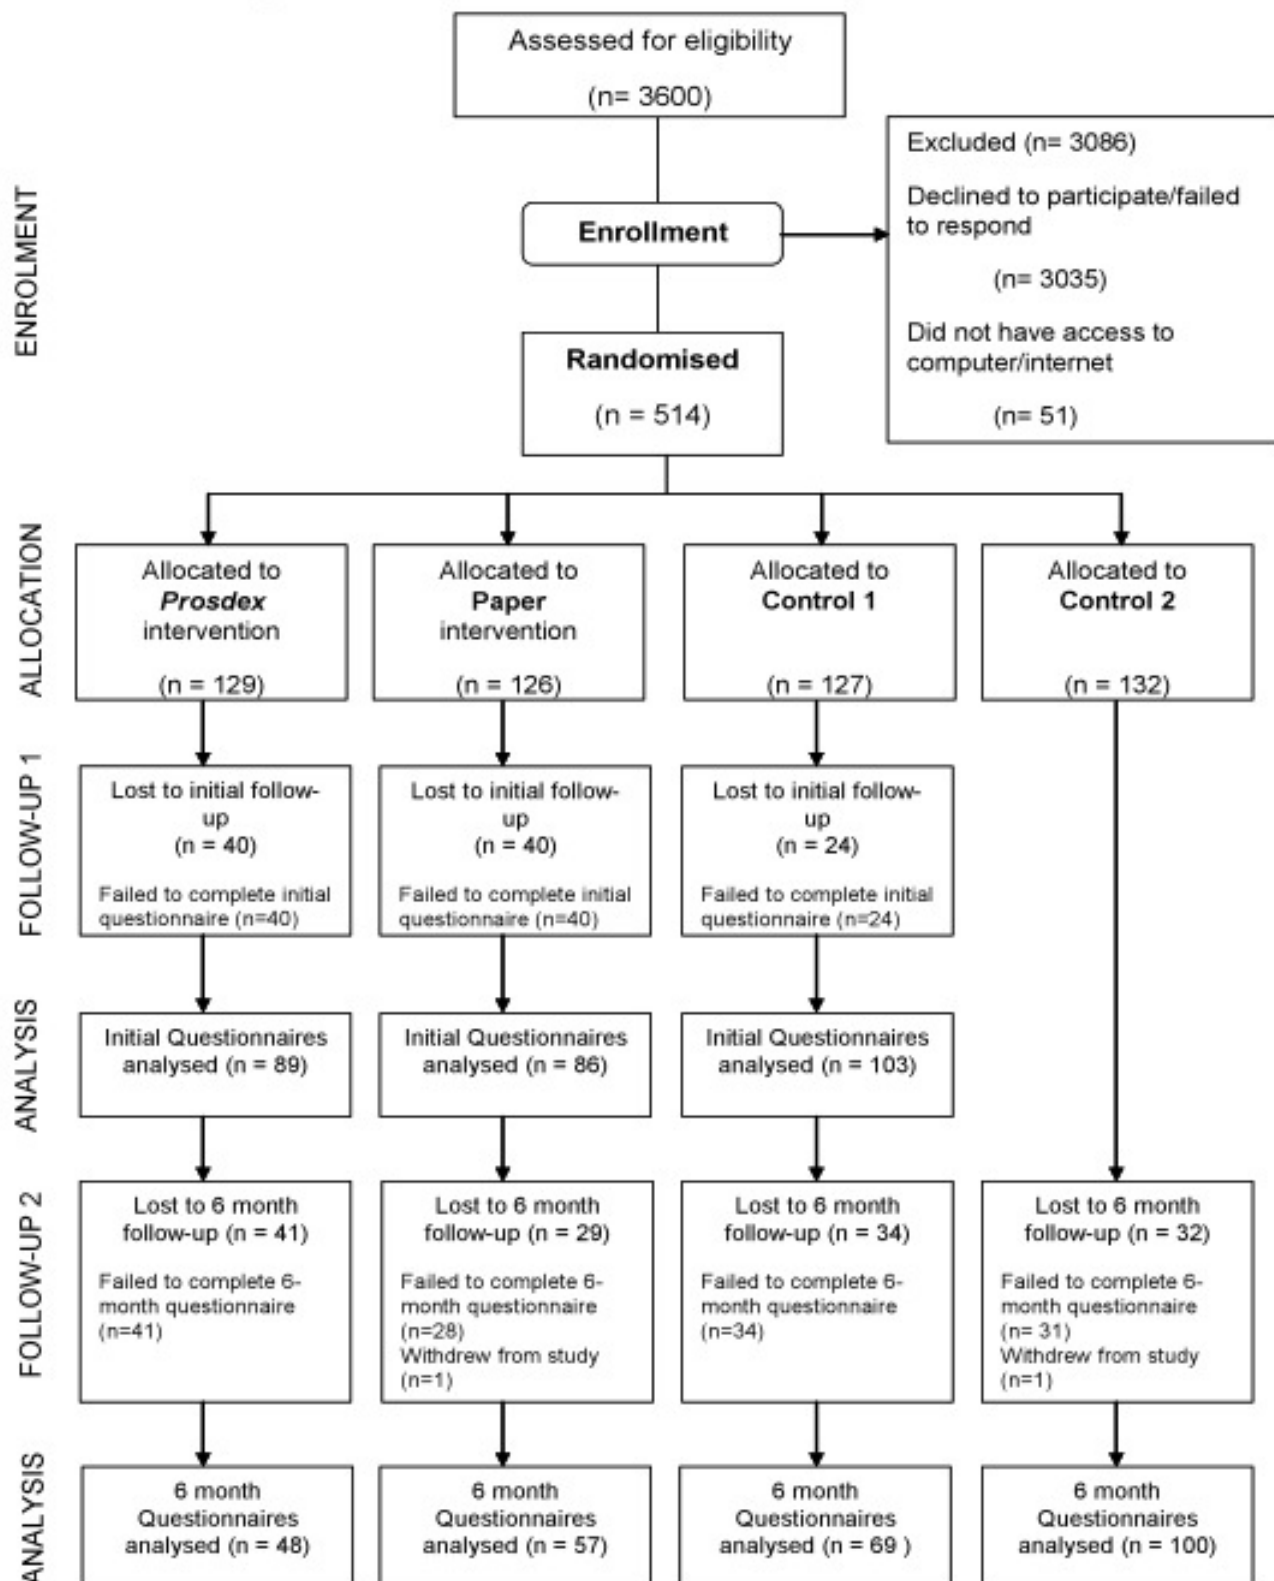 Assessed for eligibility
(n= 3600)
ENROLMENT
Excluded (n= 3086)
Declined to participate/failed
to respond
(n= 3035)
Did not have access to
computer/internet
(n= 51)
Enrollment
Randomised
(n = 514)
ALLOCATION
Allocated to
Prosdex
intervention
(n = 129)
Allocated to
Paper
intervention
(n = 126)
Allocated to
Control 1
(n = 127)
Allocated to
Control 2
(n = 132)
FOLLOW-UP 1
Lost to initial follow-
up
(n = 40)
Failed to complete initial
questionnaire (n=40)
Lost to initial follow-
up
(n = 40)
Failed to complete initial
questionnaire (n=40)
Lost to initial follow-
up
(n = 24)
Failed to complete initial
questionnaire (n=24)
ANALYSIS
Initial Questionnaires
analysed (n = 89)
Initial Questionnaires
analysed (n = 86)
Initial Questionnaires
analysed (n = 103)
FOLLOW-UP 2
Lost to 6 month
follow-up (n = 41)
Failed to complete 6-
month questionnaire
(n=41)
Lost to 6 month
follow-up (n = 29)
Failed to complete 6-
month questionnaire
(n=28)
Withdrew from study
(n=1)
Lost to 6 month
follow-up (n = 34)
Failed to complete 6-
month questionnaire
(n=34)
Lost to 6 month
follow-up (n = 32)
Failed to complete 6-
month questionnaire
(n= 31)
Withdrew from study
(n=1)
ANALYSIS
6 month
Questionnaires
analysed (n = 48)
6 month
Questionnaires
analysed (n = 57)
6 month
Questionnaires
analysed (n = 69 )
6 month
Questionnaires
analysed (n = 100)